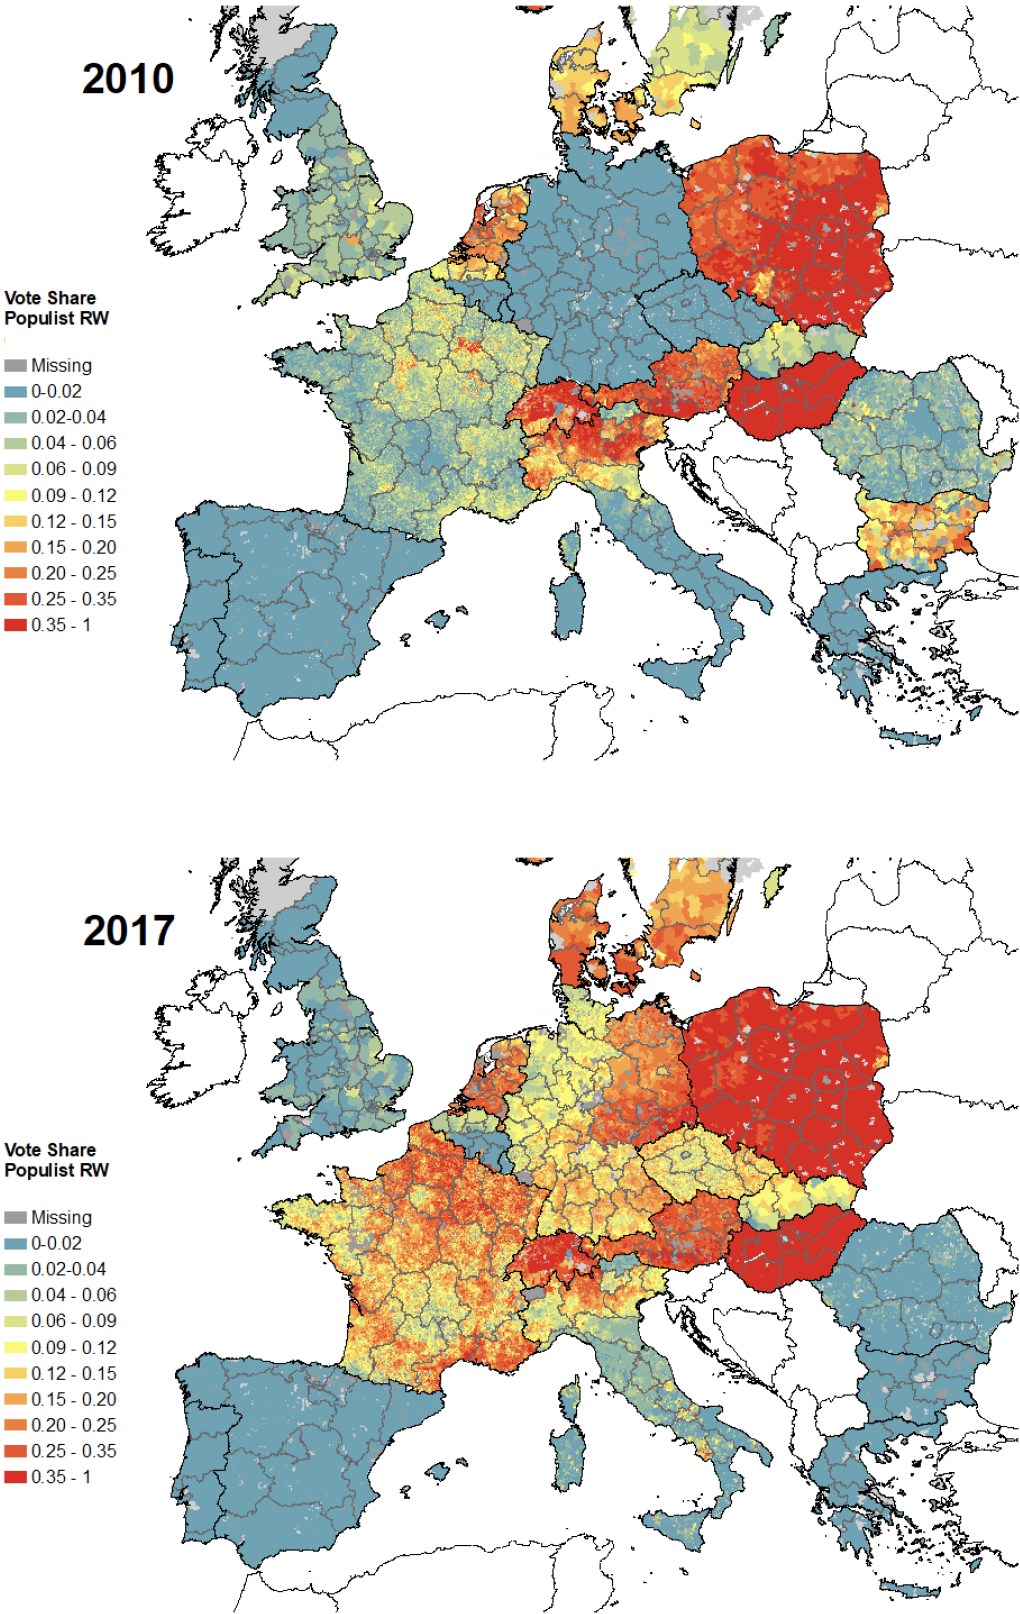 2010
Vote Share
Populist RW
Missing
0-0.02
0.02-0.04
0.04 - 0.06
0.06 - 0.09
0.09 - 0.12
0.12 - 0.15
0.15 - 0.20
0.20 - 0.25
0.25 - 0.35
0.35 - 1
2017
Vote Share
Populist RW
Missing
0-0.02
0.02-0.04
0.04 - 0.06
0.06 - 0.09
0.09 - 0.12
0.12 - 0.15
0.15 - 0.20
0.20 - 0.25
0.25 - 0.35
0.35 - 1